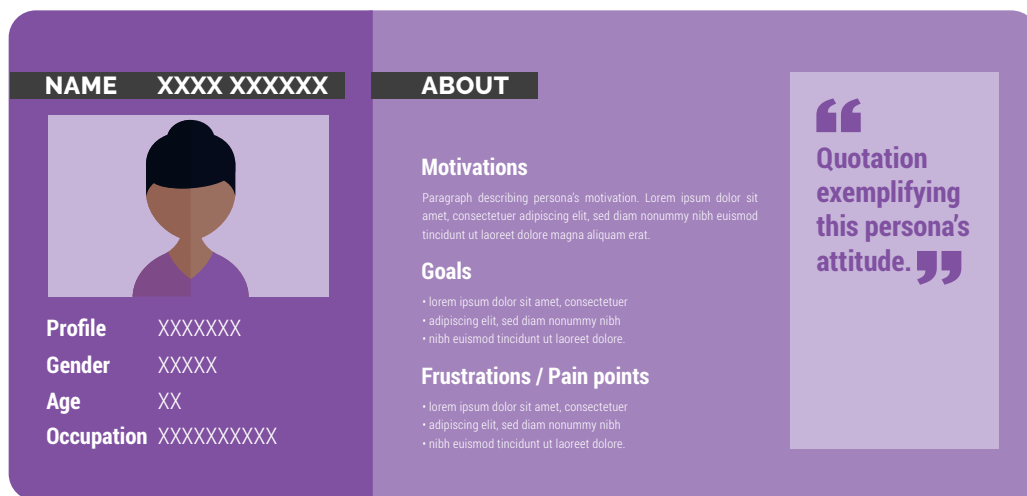 NAME XXXX XXXXXX
Profile XXXXXXX
Gender XXXXX
Age XX
Occupation XXXXXXXXXX
ABOUT
Motivations
Paragraph describing persona's motivation. Lorem ipsum dolor sit
amet, consectetuer adipiscing elit, sed diam nonummy nibh euismod
tincidunt ut laoreet dolore magna aliquam erat.
Goals
• lorem ipsum dolor sit amet, consectetuer
• adipiscing elit, sed diam nonummy nibh
• nibh euismod tincidunt ut laoreet dolore.
Frustrations / Pain points
• lorem ipsum dolor sit amet, consectetuer
• adipiscing elit, sed diam nonummy nibh
• nibh euismod tincidunt ut laoreet dolore.
“
Quotation
exemplifying
this persona’s
attitude. ”